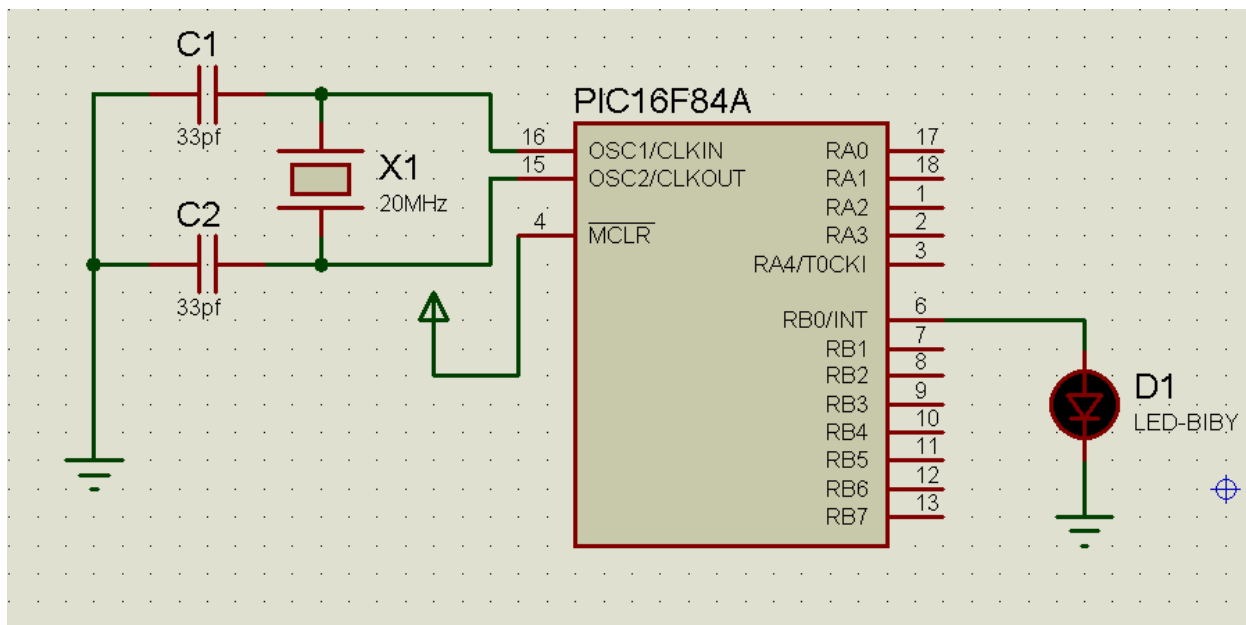 C1
33pf
X1
20MHz
C2
33pf
PIC16F84A
16
OSC1/CLKIN
15
OSC2/CLKOUT
4
MCLR
RA0
17
RA1
18
RA2
1
RA3
2
RA4/T0CKI
3
RB0/INT
6
RB1
7
RB2
8
RB3
9
RB4
10
RB5
11
RB6
12
RB7
13
D1
LED-BIBY